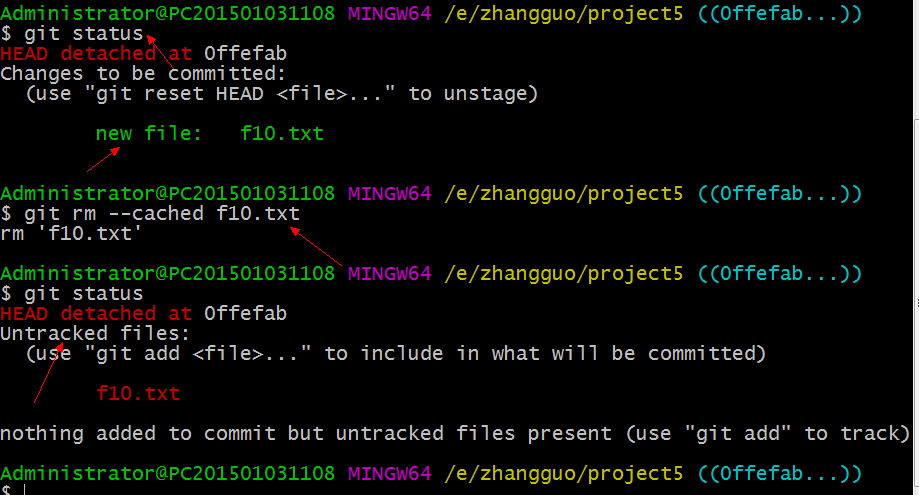 Administrator@PC201501031108 MINGW64 /e/zhangguo/project5 ((0ffefab...))
$ git status
HEAD detached at 0ffefab
Changes to be committed:
  (use "git reset HEAD <file>..." to unstage)
        new file:   f10.txt
Administrator@PC201501031108 MINGW64 /e/zhangguo/project5 ((0ffefab...))
$ git rm --cached f10.txt
rm 'f10.txt'
Administrator@PC201501031108 MINGW64 /e/zhangguo/project5 ((0ffefab...))
$ git status
HEAD detached at 0ffefab
Untracked files:
  (use "git add <file>..." to include in what will be committed)
        f10.txt
nothing added to commit but untracked files present (use "git add" to track)
Administrator@PC201501031108 MINGW64 /e/zhangguo/project5 ((0ffefab...))
$